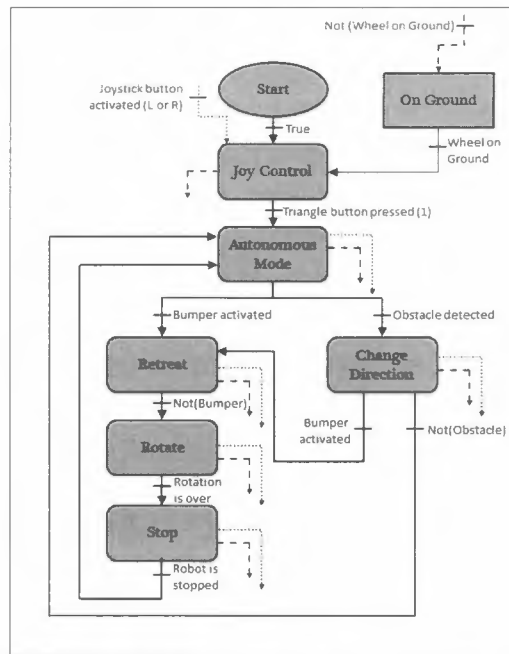 Not (Wheel on Ground)
Joystick button
activated (L or R)
Start
On Ground
True
Wheel on
Ground
Joy Control
Triangle button pressed (1)
Autonomous
Mode
Bumper activated
Obstacle detected
Retreat
Change
Direction
Not(Bumper)
Bumper
activated
Not(Obstacle)
Rotate
Rotation
is over
Stop
Robot is
stopped